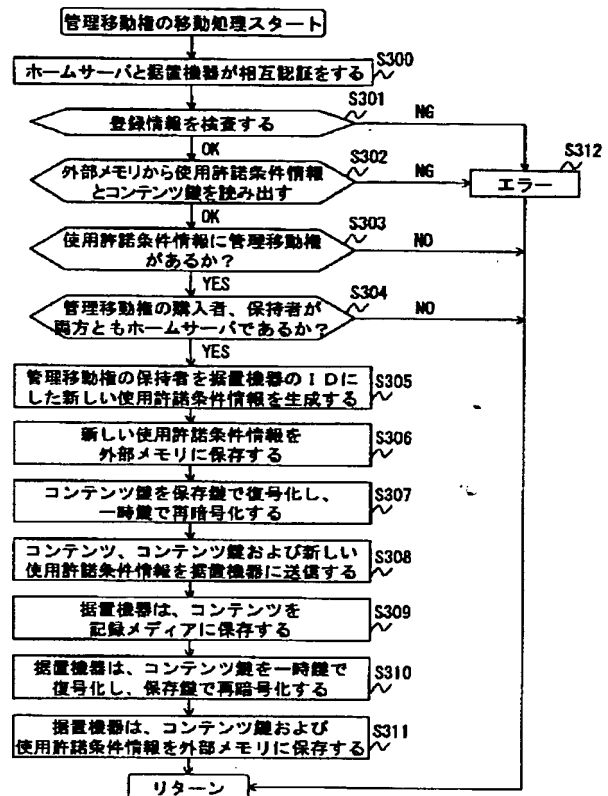 管理移動権の移動処理スタート
ホームサーバと据置機器が相互認証をする
S300
登録情報を検査する
S301
NG
OK
外部メモリから使用許諾条件情報
とコンテンツ鍵を読み出す
S302
NG
エラー
S312
OK
使用許諾条件情報に管理移動権
があるか?
S303
NO
YES
管理移動権の購入者、保持者が
両方ともホームサーバであるか?
S304
NO
YES
管理移動権の保持者を据置機器のIDに
した新しい使用許諾条件情報を生成する
S305
新しい使用許諾条件情報を
外部メモリに保存する
S306
コンテンツ鍵を保存鍵で復号化し、
一時鍵で再暗号化する
S307
コンテンツ、コンテンツ鍵および新しい
使用許諾条件情報を据置機器に送信する
S308
据置機器は、コンテンツを
記録メディアに保存する
S309
据置機器は、コンテンツ鍵を一時鍵で
復号化し、保存鍵で再暗号化する
S310
据置機器は、コンテンツ鍵および
使用許諾条件情報を外部メモリに保存する
S311
リターン